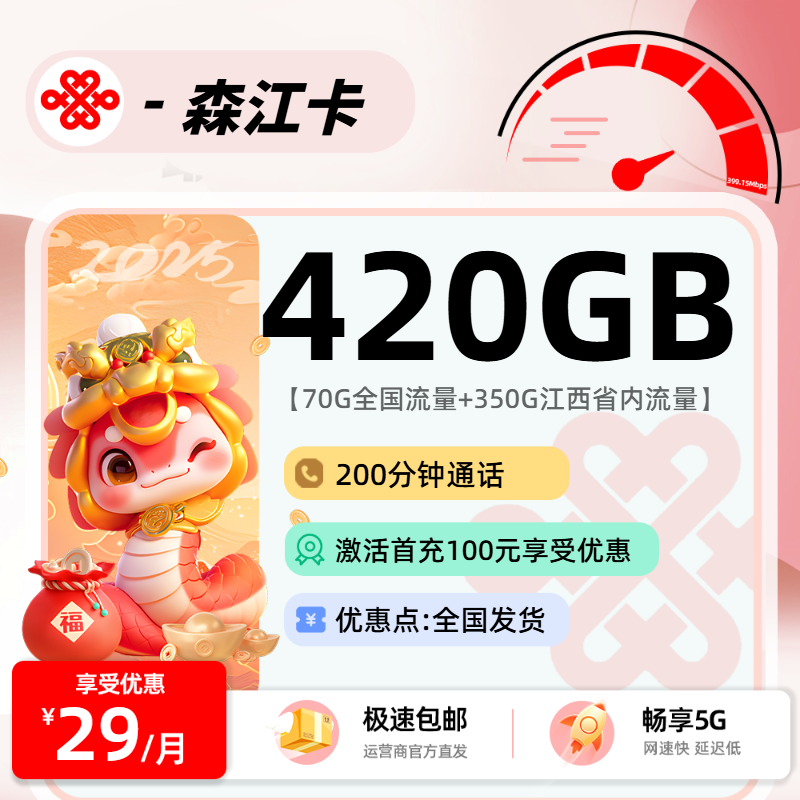 - 森江卡
399.15Mbps
2025
420GB
【70G全国流量+350G江西省内流量】
200分钟通话
激活首充100元享受优惠
优惠点:全国发货
福
享受优惠
¥29/月
极速包邮
运营商官方直发
畅享5G
网速快 延迟低